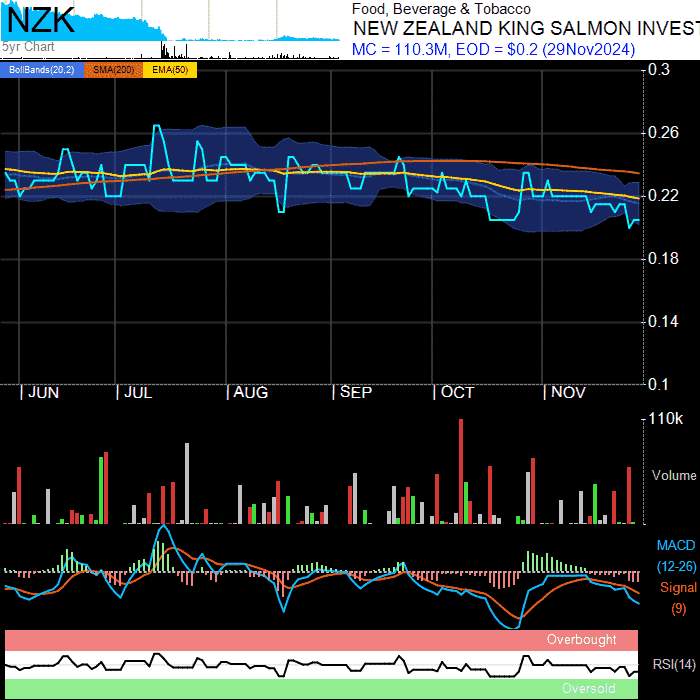 NZK
5yr Chart
Food, Beverage & Tobacco
NEW ZEALAND KING SALMON INVEST
MC = 110.3M, EOD = $0.2 (29Nov2024)
BollBands(20,2) SMA(200) EMA(50)
0.3
0.26
0.22
0.18
0.14
0.1
JUN JUL AUG SEP OCT NOV
110k
Volume
MACD
(12-26)
Signal
(9)
Overbought
RSI(14)
Oversold